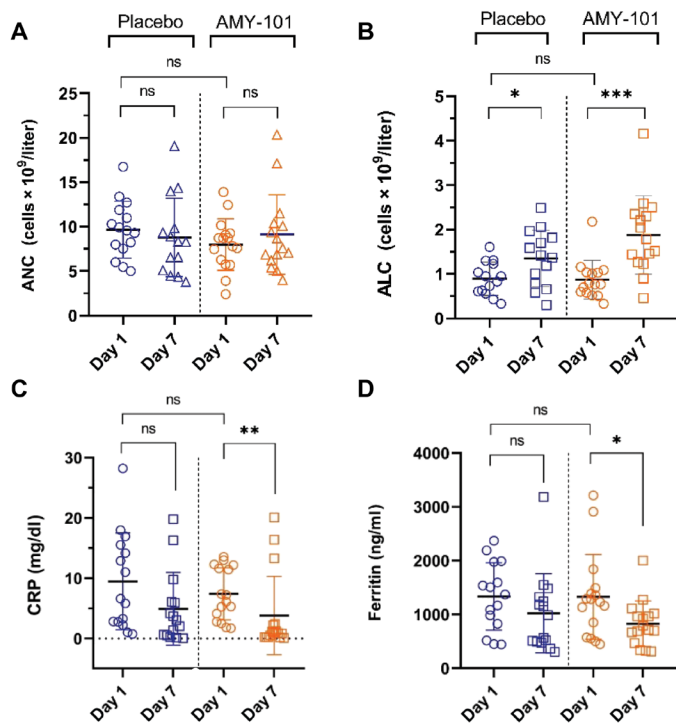 A
Placebo
AMY-101
ns
ns
ns
ANC (cells × 10⁹/liter)
25
20
15
10
5
0
Day 1
Day 7
Day 1
Day 7
B
Placebo
AMY-101
ns
*
***
ALC (cells × 10⁹/liter)
5
4
3
2
1
0
Day 1
Day 7
Day 1
Day 7
C
ns
ns
**
CRP (mg/dl)
30
20
10
0
Day 1
Day 7
Day 1
Day 7
D
ns
ns
*
Ferritin (ng/ml)
4000
3000
2000
1000
0
Day 1
Day 7
Day 1
Day 7